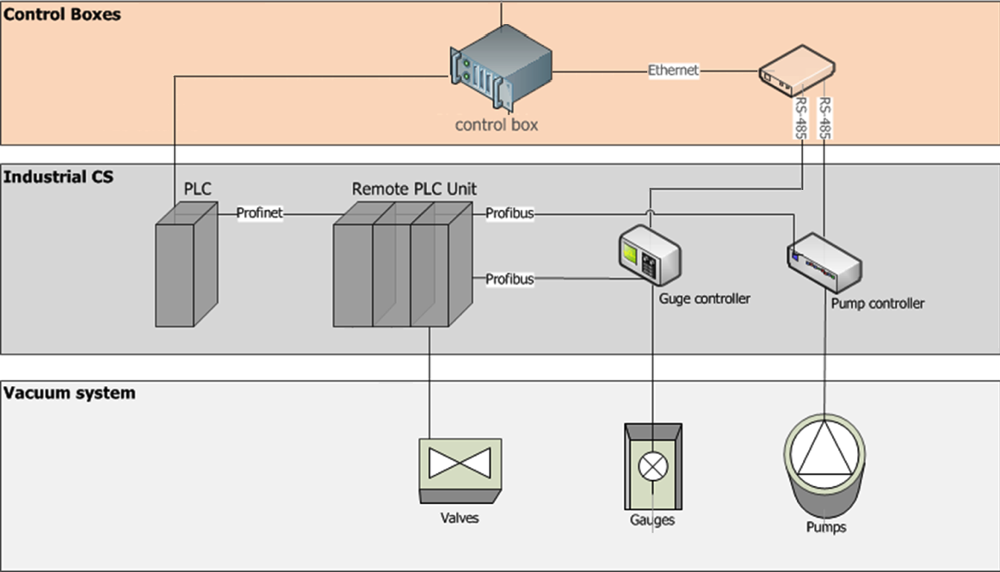 Control Boxes
Ethernet
control box
RS-485
RS-485
Industrial CS
PLC
Remote PLC Unit
Profinet
Profibus
Profibus
Guge controller
Pump controller
Vacuum system
Valves
Gauges
Pumps